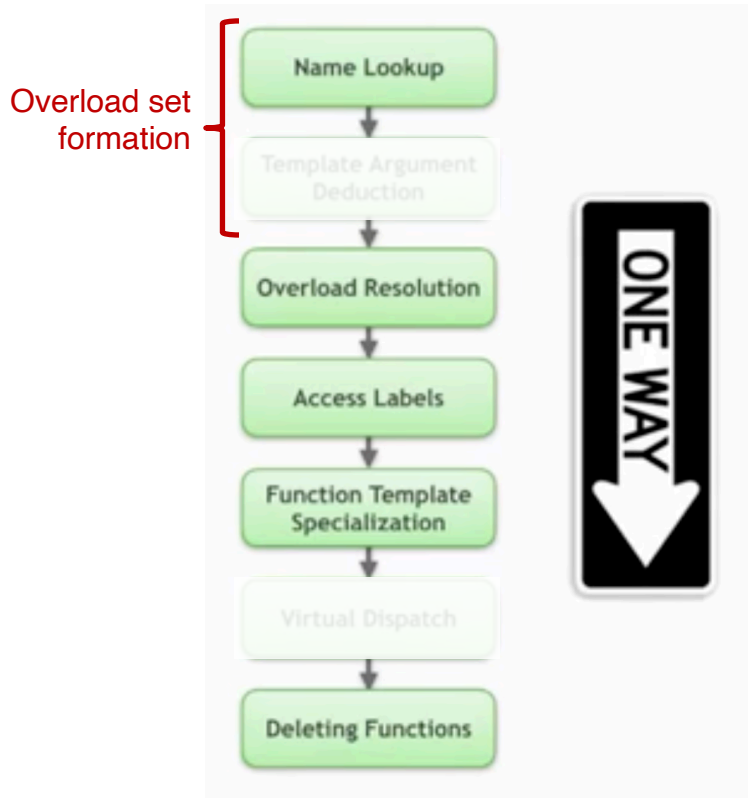 Overload set
formation
Name Lookup
Template Argument
Deduction
Overload Resolution
Access Labels
Function Template
Specialization
Virtual Dispatch
Deleting Functions
ONE WAY